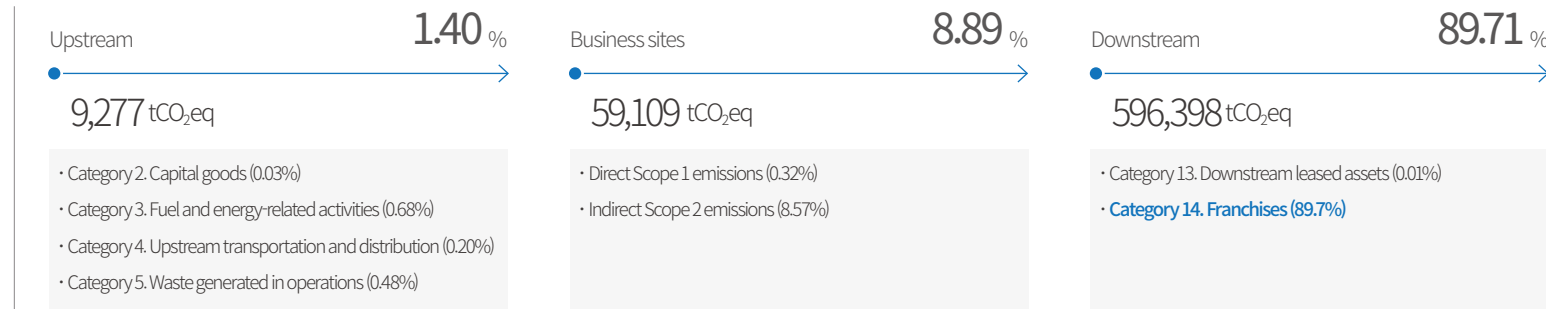 Upstream 1.40 %
9,277 tCO₂eq
· Category 2. Capital goods (0.03%)
· Category 3. Fuel and energy-related activities (0.68%)
· Category 4. Upstream transportation and distribution (0.20%)
· Category 5. Waste generated in operations (0.48%)
Business sites 8.89 %
59,109 tCO₂eq
· Direct Scope 1 emissions (0.32%)
· Indirect Scope 2 emissions (8.57%)
Downstream 89.71 %
596,398 tCO₂eq
· Category 13. Downstream leased assets (0.01%)
· Category 14. Franchises (89.7%)